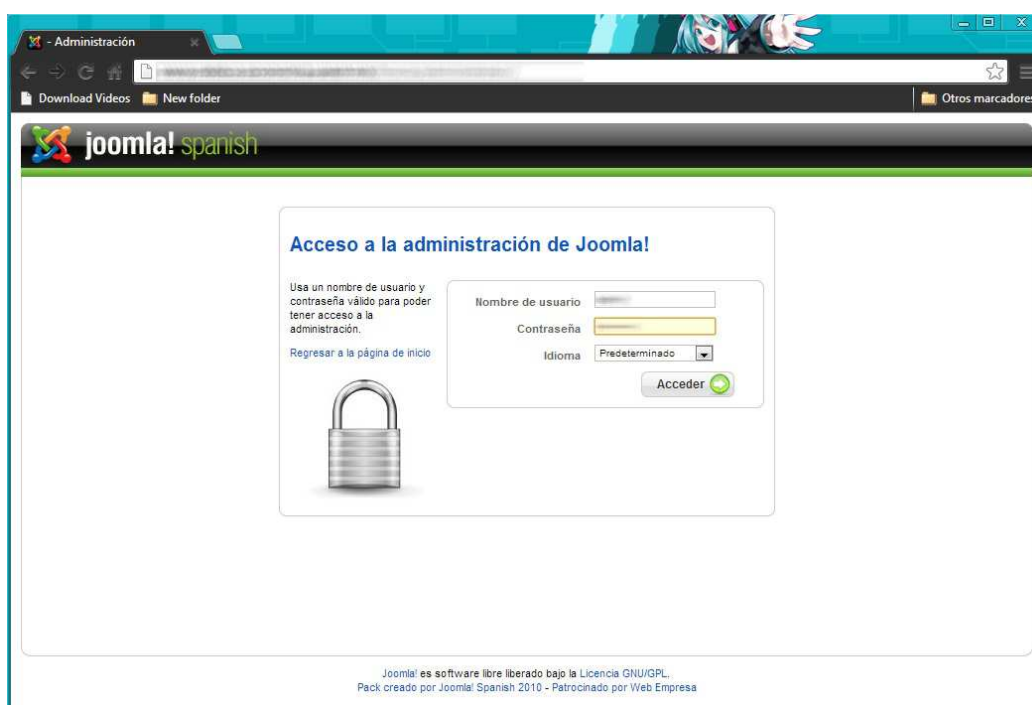 - Administración
Download Videos New folder Otros marcadores
joomla! spanish
Acceso a la administración de Joomla!
Usa un nombre de usuario y
contraseña válido para poder
tener acceso a la
administración.
Regresar a la página de inicio
Nombre de usuario
Contraseña
Idioma Predeterminado
Acceder
Joomla! es software libre liberado bajo la Licencia GNU/GPL.
Pack creado por Joomla! Spanish 2010 - Patrocinado por Web Empresa